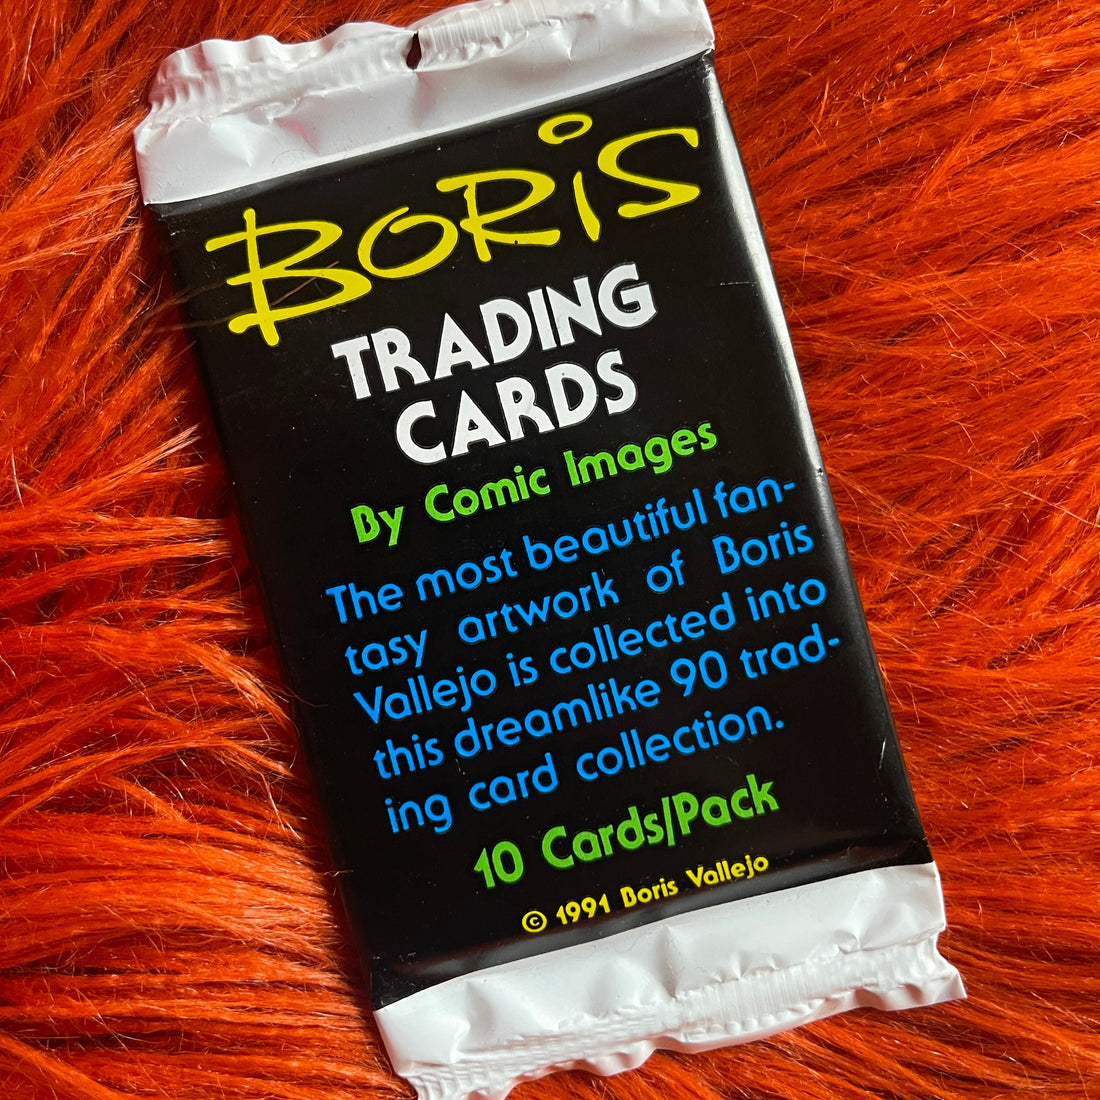 BORiS
TRADING
CARDS
By Comic Images
The most beautiful fan-
tasy artwork of Boris
Vallejo is collected into
this dreamlike 90 trad-
ing card collection.
10 Cards/Pack
© 1991 Boris Vallejo